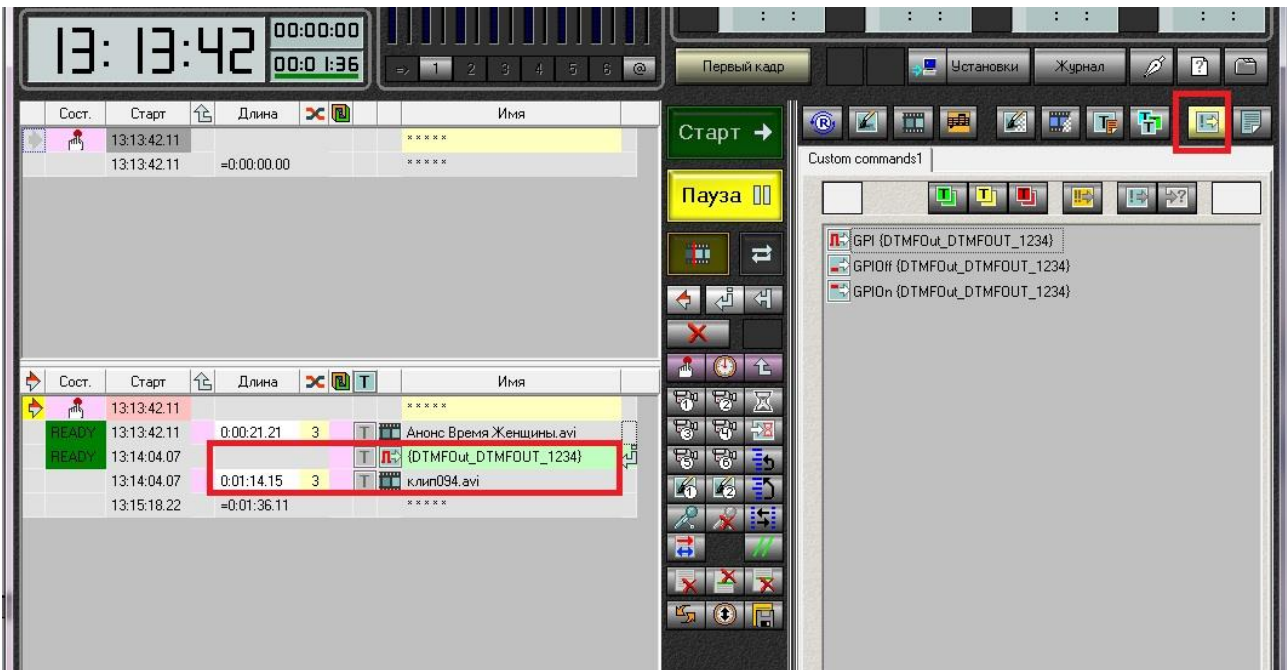 13:13:42
00:00:00
00:0 1:36
1 2 3 4 5 6 @
: : : : : : : :
Первый кадр
Установки
Журнал
?
Сост. Старт Длина Имя
13:13:42.11 * * * * *
13:13:42.11 =0:00:00.00 * * * * *
Старт
Пауза
Custom commands1
T T T
GPI {DTMFOut_DTMFOUT_1234}
GPIOff {DTMFOut_DTMFOUT_1234}
GPIOn {DTMFOut_DTMFOUT_1234}
Сост. Старт Длина T Имя
13:13:42.11 * * * * *
READY 13:13:42.11 0:00:21.21 3 T Анонс Время Женщины.avi
READY 13:14:04.07 T {DTMFOut_DTMFOUT_1234}
13:14:04.07 0:01:14.15 3 T клип094.avi
13:15:18.22 =0:01:36.11 * * * * *